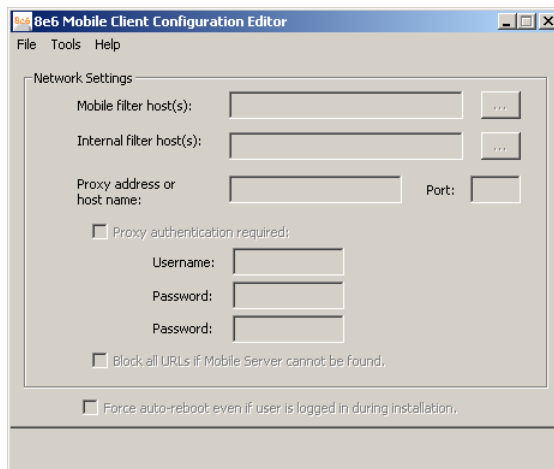 8e6 8e6 Mobile Client Configuration Editor
File Tools Help
Network Settings
Mobile filter host(s): ...
Internal filter host(s): ...
Proxy address or
host name:
Port:
Proxy authentication required:
Username:
Password:
Password:
Block all URLs if Mobile Server cannot be found.
Force auto-reboot even if user is logged in during installation.